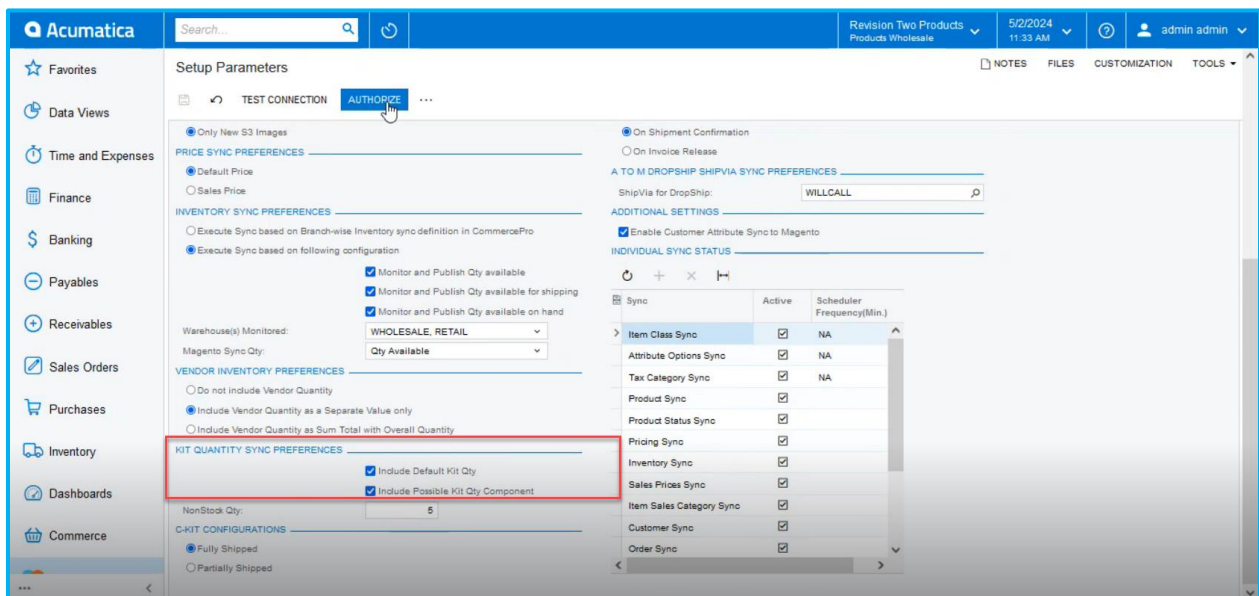 Acumatica
Search...
Revision Two Products
Products Wholesale
5/2/2024
11:33 AM
admin admin
Favorites
Data Views
Time and Expenses
Finance
Banking
Payables
Receivables
Sales Orders
Purchases
Inventory
Dashboards
Commerce
Setup Parameters
NOTES FILES CUSTOMIZATION TOOLS
TEST CONNECTION AUTHORIZE ...
Only New S3 Images
PRICE SYNC PREFERENCES
Default Price
Sales Price
INVENTORY SYNC PREFERENCES
Execute Sync based on Branch-wise Inventory sync definition in CommercePro
Execute Sync based on following configuration
Monitor and Publish Qty available
Monitor and Publish Qty available for shipping
Monitor and Publish Qty available on hand
Warehouse(s) Monitored: WHOLESALE, RETAIL
Magento Sync Qty: Qty Available
VENDOR INVENTORY PREFERENCES
Do not include Vendor Quantity
Include Vendor Quantity as a Separate Value only
Include Vendor Quantity as Sum Total with Overall Quantity
KIT QUANTITY SYNC PREFERENCES
Include Default Kit Qty
Include Possible Kit Qty Component
NonStock Qty: 5
C-KIT CONFIGURATIONS
Fully Shipped
Partially Shipped
On Shipment Confirmation
On Invoice Release
A TO M DROPSHIP SHIPVIA SYNC PREFERENCES
ShipVia for DropShip: WILLCALL
ADDITIONAL SETTINGS
Enable Customer Attribute Sync to Magento
INDIVIDUAL SYNC STATUS
Sync Active Scheduler
Frequency(Min.)
Item Class Sync NA
Attribute Options Sync NA
Tax Category Sync NA
Product Sync
Product Status Sync
Pricing Sync
Inventory Sync
Sales Prices Sync
Item Sales Category Sync
Customer Sync
Order Sync